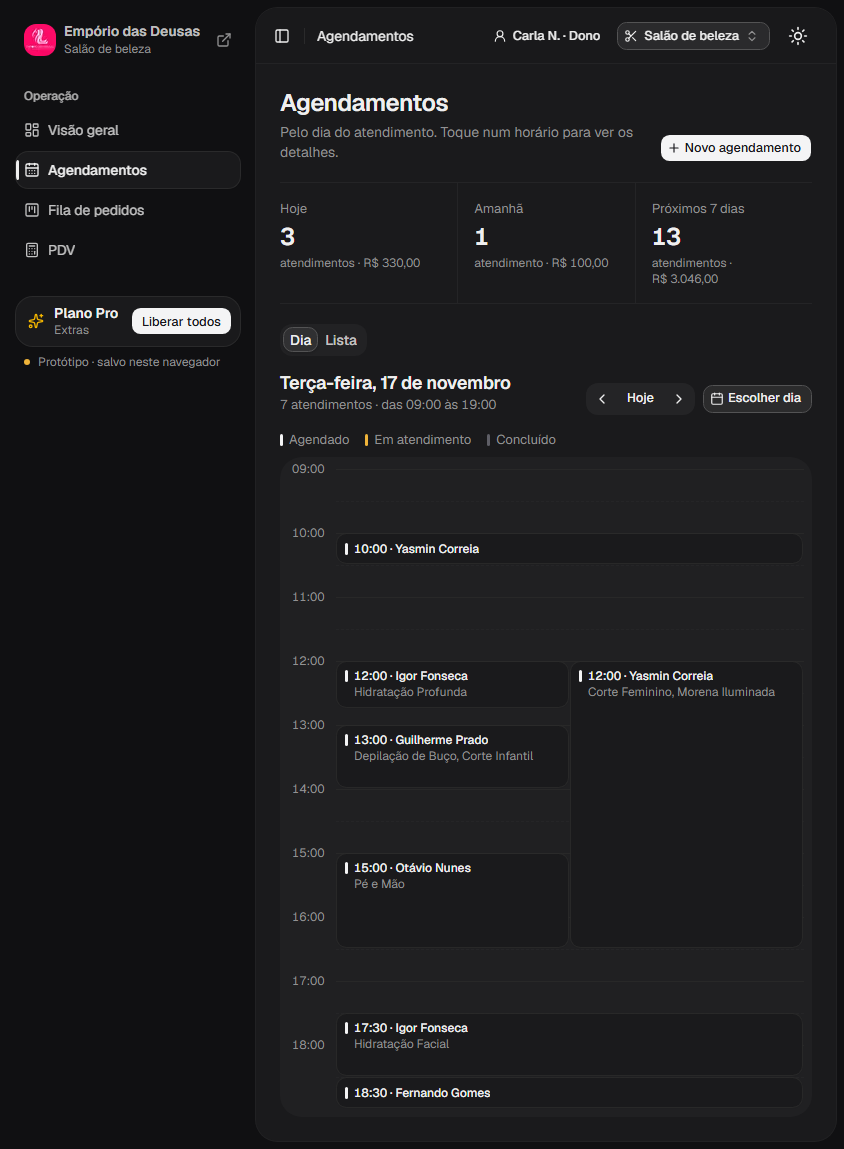 Empório das Deusas
Salão de beleza
Operação
Visão geral
Agendamentos
Fila de pedidos
PDV
Plano Pro
Extras
Liberar todos
Protótipo · salvo neste navegador
Agendamentos
Carla N. · Dono
Salão de beleza
Agendamentos
Pelo dia do atendimento. Toque num horário para ver os
detalhes.
Novo agendamento
Hoje
3
atendimentos · R$ 330,00
Amanhã
1
atendimento · R$ 100,00
Próximos 7 dias
13
atendimentos ·
R$ 3.046,00
Dia
Lista
Terça-feira, 17 de novembro
7 atendimentos · das 09:00 às 19:00
Hoje
Escolher dia
Agendado
Em atendimento
Concluído
09:00
10:00
10:00 · Yasmin Correia
11:00
12:00
12:00 · Igor Fonseca
Hidratação Profunda
12:00 · Yasmin Correia
Corte Feminino, Morena Iluminada
13:00
13:00 · Guilherme Prado
Depilação de Buço, Corte Infantil
14:00
15:00
15:00 · Otávio Nunes
Pé e Mão
16:00
17:00
17:30 · Igor Fonseca
Hidratação Facial
18:00
18:30 · Fernando Gomes